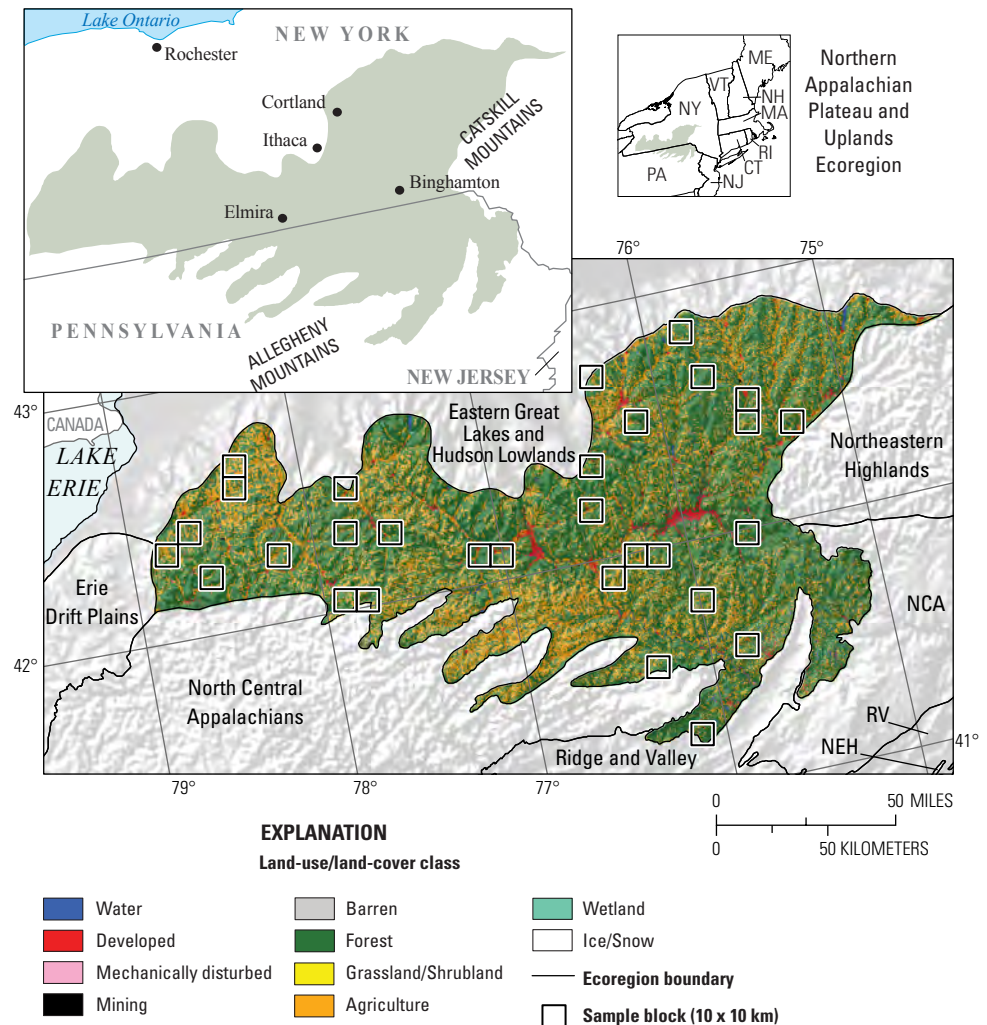 Lake Ontario
Rochester
NEW YORK
Cortland
Ithaca
CATSKILL
MOUNTAINS
Binghamton
Elmira
PENNSYLVANIA
ALLEGHENY
MOUNTAINS
NEW JERSEY
ME
VT
NH
NY
MA
RI
CT
PA
NJ
Northern
Appalachian
Plateau and
Uplands
Ecoregion
76°
75°
43°
CANADA
LAKE
ERIE
Eastern Great
Lakes and
Hudson Lowlands
Northeastern
Highlands
Erie
Drift Plains
NCA
42°
North Central
Appalachians
RV
NEH
Ridge and Valley
41°
79°
78°
77°
0 50 MILES
0 50 KILOMETERS
EXPLANATION
Land-use/land-cover class
Water
Developed
Mechanically disturbed
Mining
Barren
Forest
Grassland/Shrubland
Agriculture
Wetland
Ice/Snow
Ecoregion boundary
Sample block (10 x 10 km)